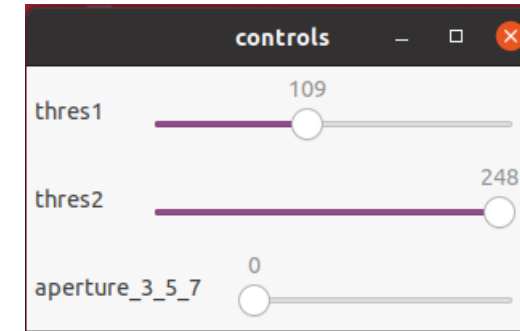 controls
109
thres1
248
thres2
0
aperture_3_5_7